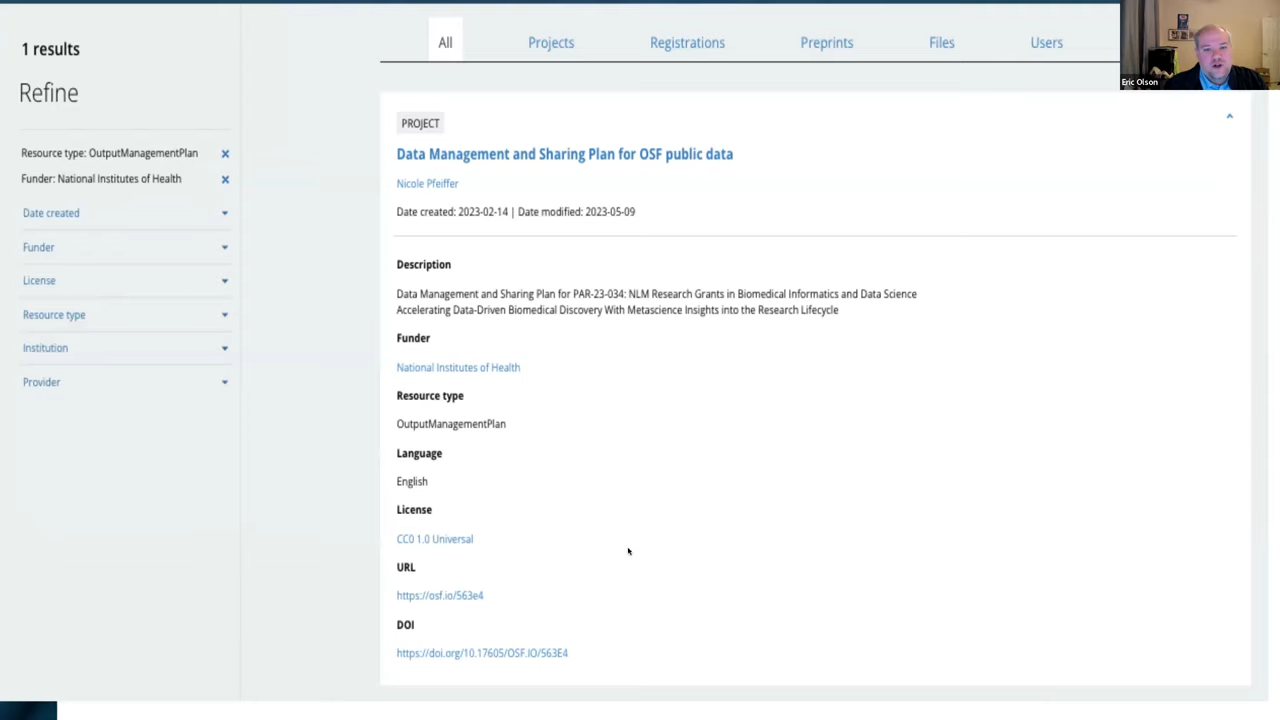 1 results
Refine
Resource type: OutputManagementPlan
Funder: National Institutes of Health
Date created
Funder
License
Resource type
Institution
Provider
All
Projects
Registrations
Preprints
Files
Users
Eric Olson
PROJECT
Data Management and Sharing Plan for OSF public data
Nicole Pfeiffer
Date created: 2023-02-14 | Date modified: 2023-05-09
Description
Data Management and Sharing Plan for PAR-23-034: NLM Research Grants in Biomedical Informatics and Data Science
Accelerating Data-Driven Biomedical Discovery With Metascience Insights into the Research Lifecycle
Funder
National Institutes of Health
Resource type
OutputManagementPlan
Language
English
License
CC0 1.0 Universal
URL
https://osf.io/563e4
DOI
https://doi.org/10.17605/OSF.IO/563E4